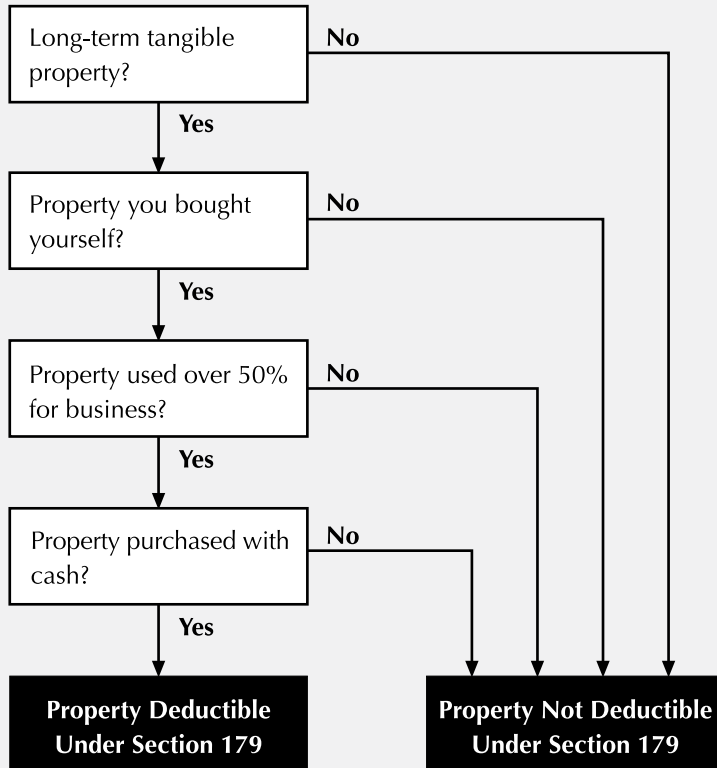 Long-term tangible
property?
No
Yes
Property you bought
yourself?
No
Yes
Property used over 50%
for business?
No
Yes
Property purchased with
cash?
No
Yes
Property Deductible
Under Section 179
Property Not Deductible
Under Section 179